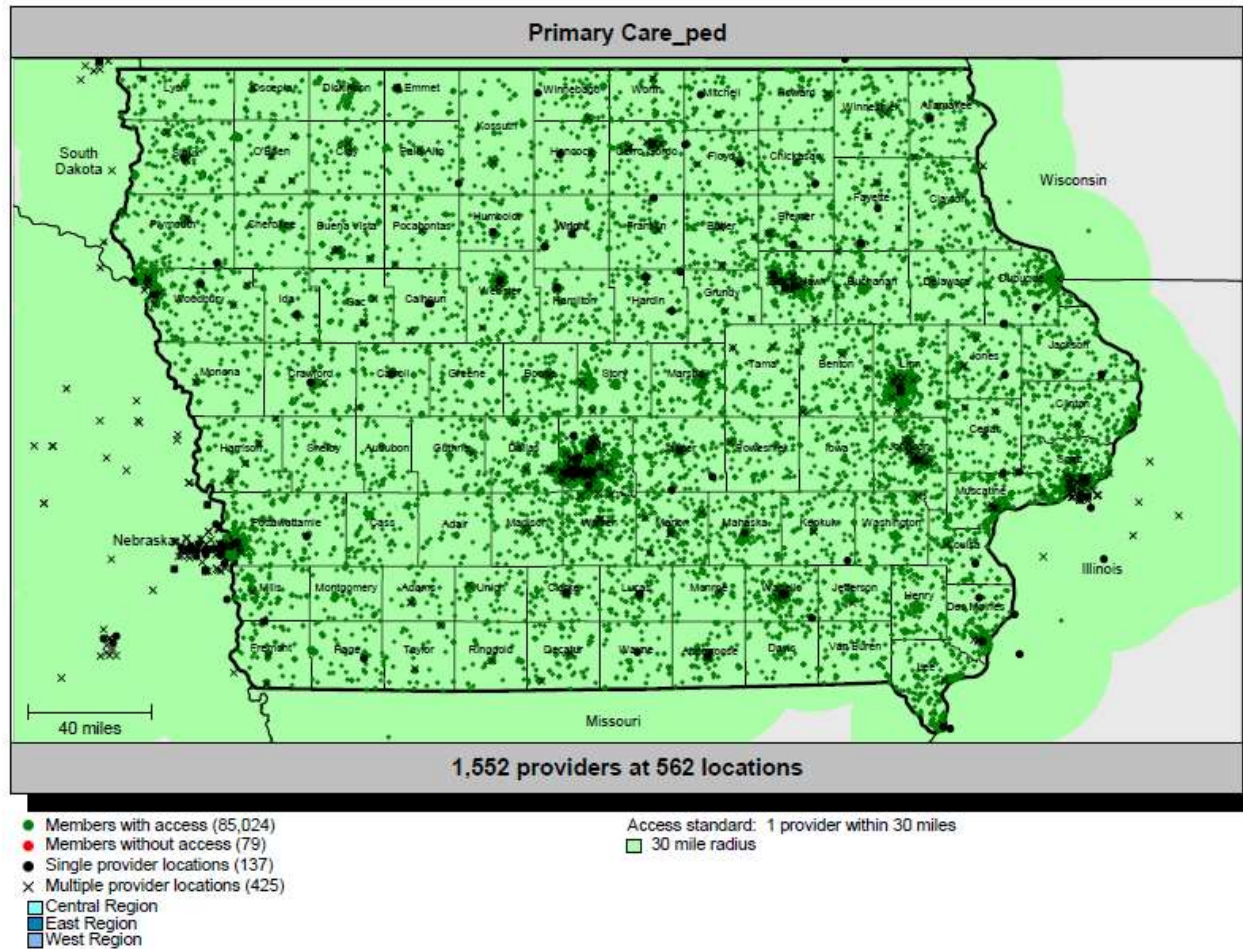 Primary Care_ped
Lyon Osceola Dickinson Emmet Winnebago Worth Mitchell Howard Winneshiek Allamakee
Kossuth
South
Dakota
Sioux O'Brien Clay Palo Alto Hancock Cerro Gordo Floyd Chickasaw
Wisconsin
Fayette Clayton
Plymouth Cherokee Buena Vista Pocahontas Humboldt Wright Franklin Butler Bremer
Woodbury Ida Sac Calhoun Webster Hamilton Hardin Grundy Buchanan Delaware Dubuque
Monona Crawford Carroll Greene Boone Story Marshall Tama Benton Linn Jones Jackson
Clinton
Harrison Shelby Audubon Guthrie Dallas Jasper Poweshiek Iowa Cedar
Scott
Muscatine
Pottawattamie Cass Adair Madison Warren Marion Mahaska Keokuk Washington
Nebraska
Louisa
Illinois
Mills Montgomery Adams Union Clarke Lucas Monroe Wapello Jefferson Henry Des Moines
Fremont Page Taylor Ringgold Decatur Wayne Appanoose Davis Van Buren
Lee
40 miles
Missouri
1,552 providers at 562 locations
Members with access (85,024)
Members without access (79)
Single provider locations (137)
Multiple provider locations (425)
Central Region
East Region
West Region
Access standard: 1 provider within 30 miles
30 mile radius